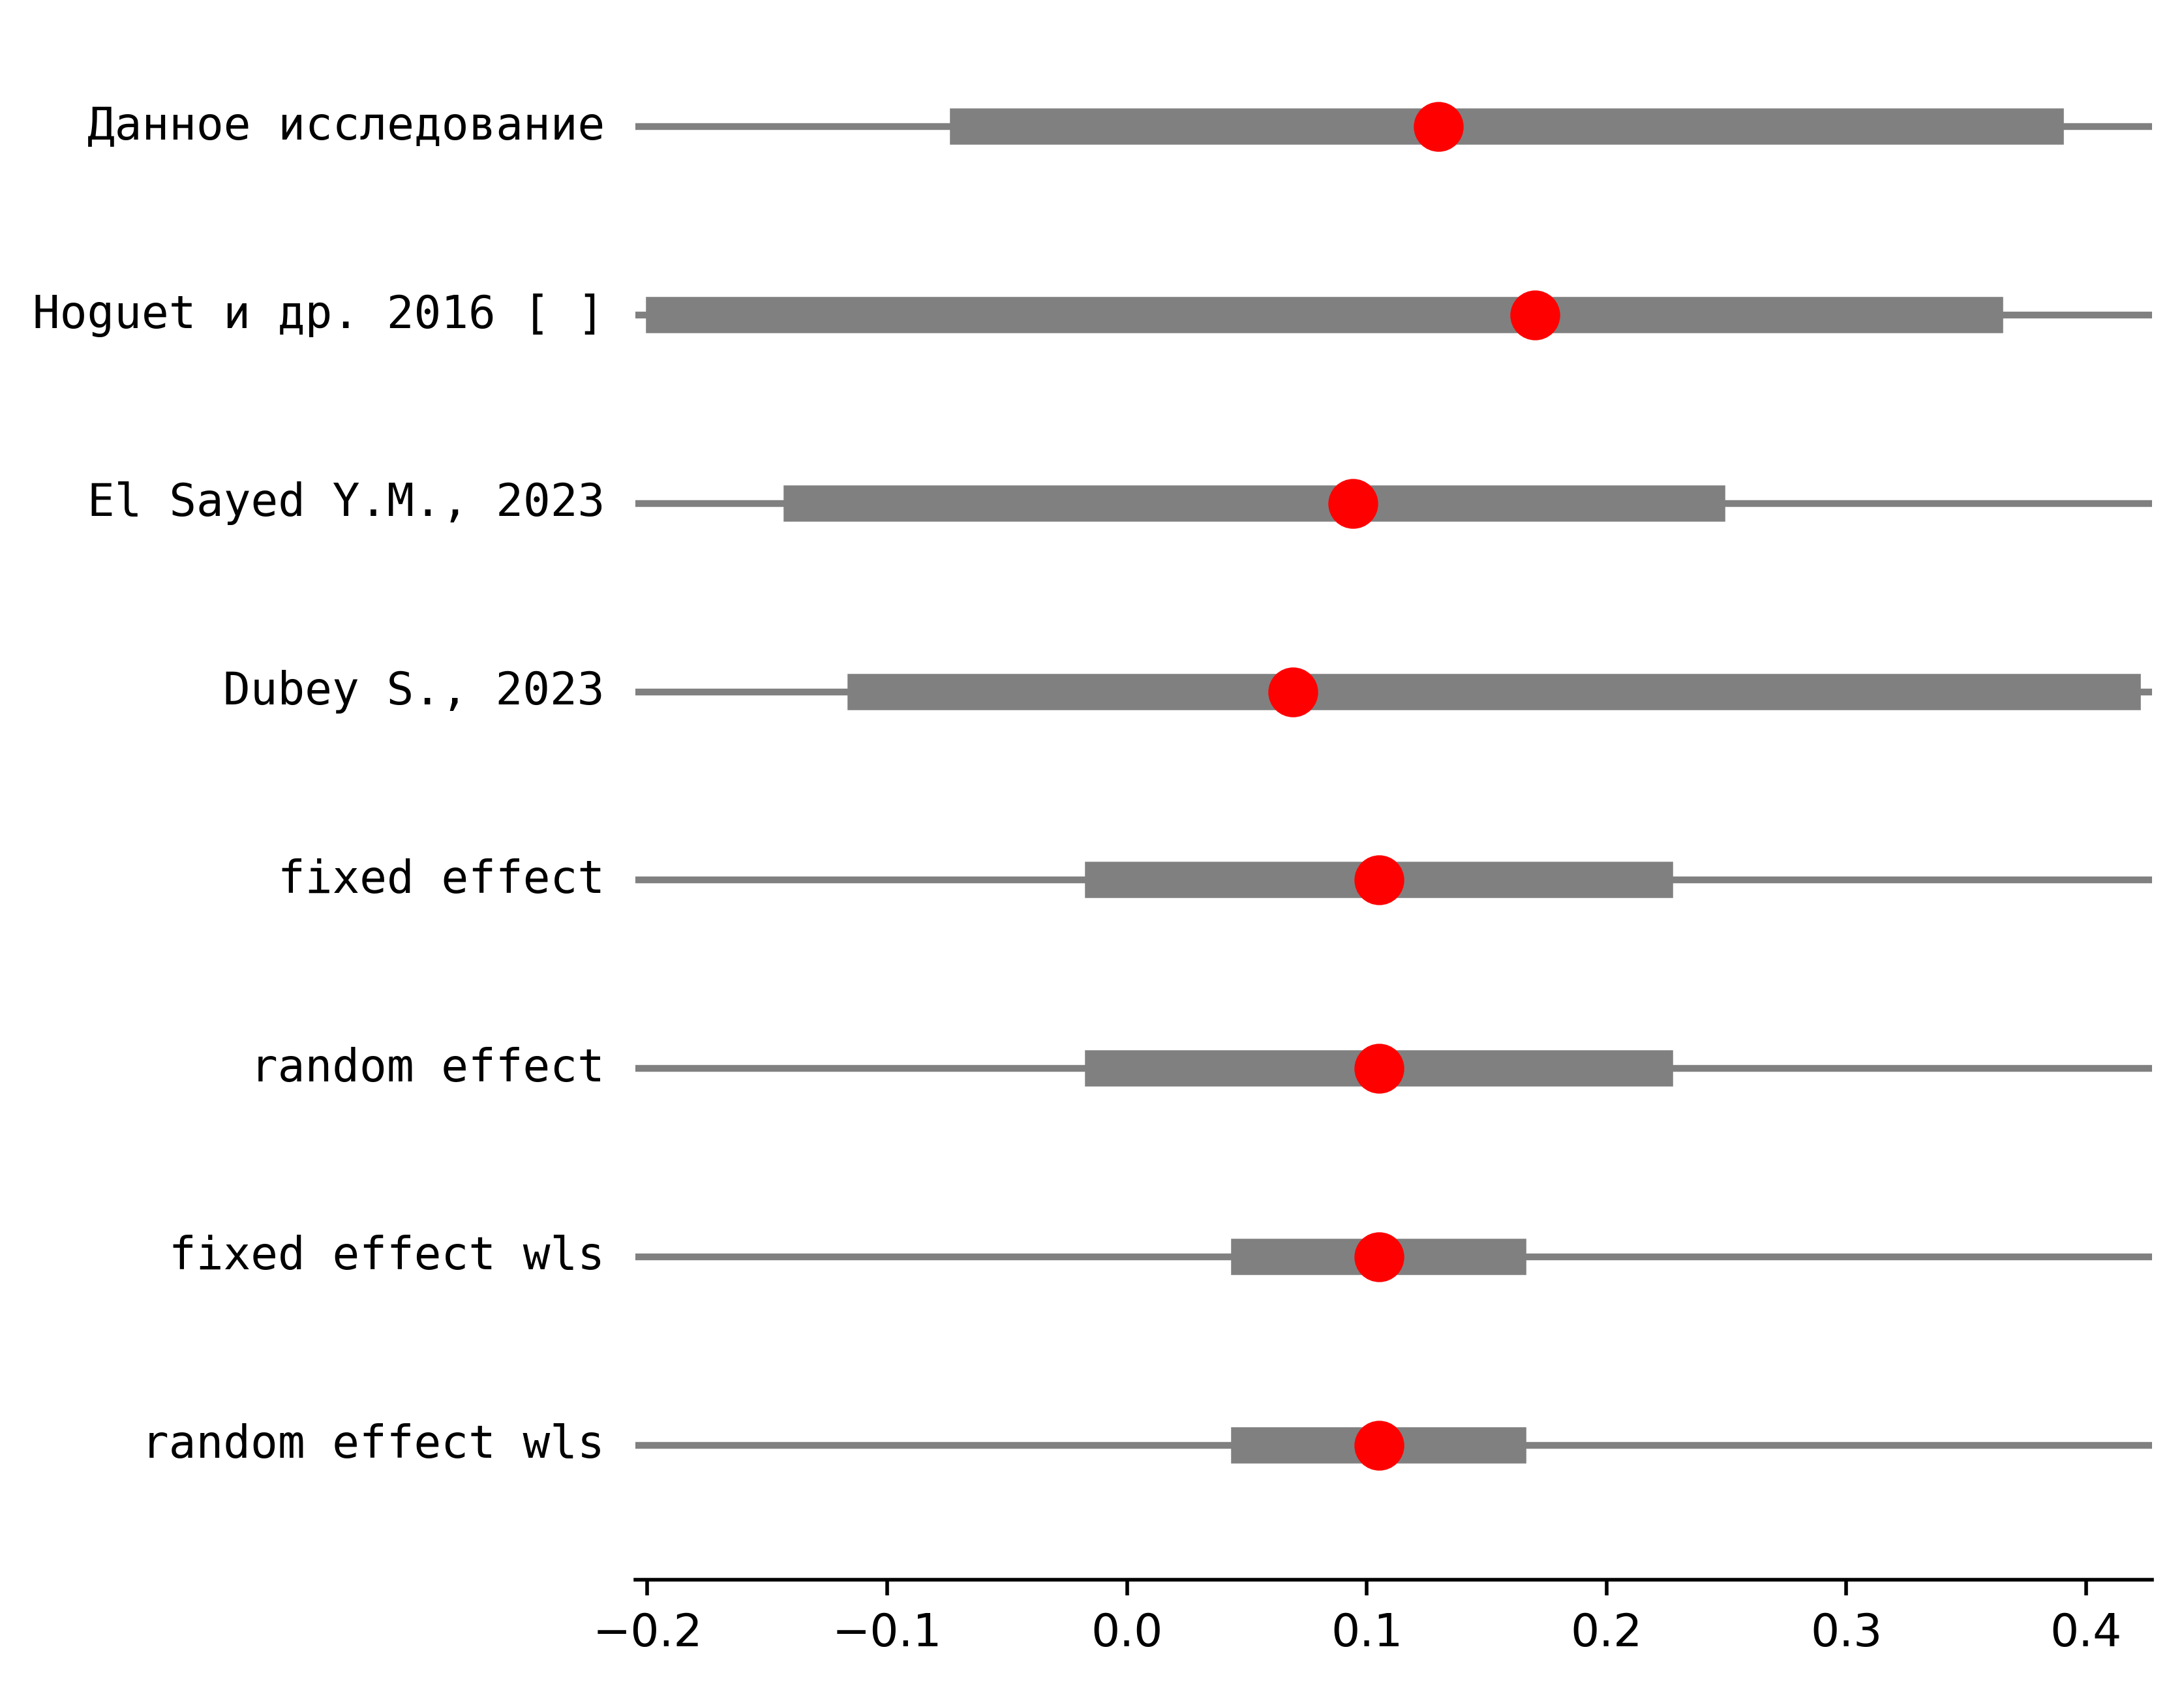 Данное исследование
Hoguet и др. 2016 [ ]
El Sayed Y.M., 2023
Dubey S., 2023
fixed effect
random effect
fixed effect wls
random effect wls
−0.2 −0.1 0.0 0.1 0.2 0.3 0.4